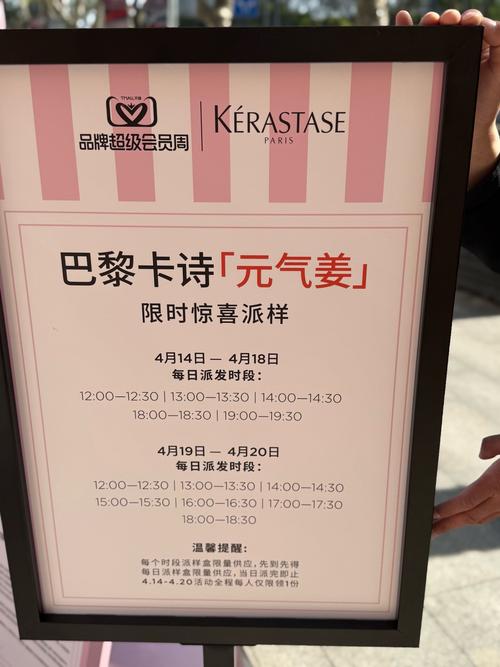 TMALL天猫
品牌超级会员周
KÉRASTASE
PARIS
巴黎卡诗「元气姜」
限时惊喜派样
4月14日 — 4月18日
每日派发时段：
12:00—12:30 | 13:00—13:30 | 14:00—14:30
18:00—18:30 | 19:00—19:30
4月19日 — 4月20日
每日派发时段：
12:00—12:30 | 13:00—13:30 | 14:00—14:30
15:00—15:30 | 16:00—16:30 | 17:00—17:30
18:00—18:30
温馨提醒：
每个时段派样盒限量供应，先到先得
每日派样盒限量供应，当日派完即止
4.14-4.20活动全程每人仅限领1份